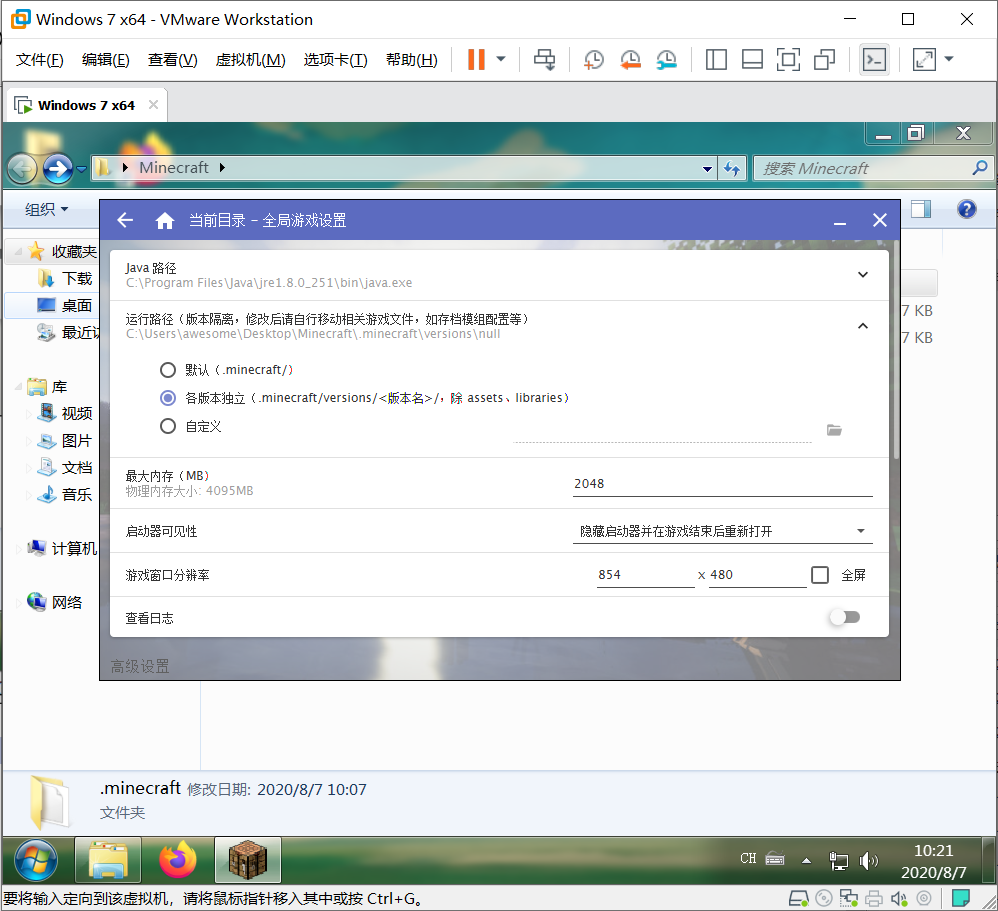 Windows 7 x64 - VMware Workstation
文件(F) 编辑(E) 查看(V) 虚拟机(M) 选项卡(T) 帮助(H)
Windows 7 x64
Minecraft
搜索 Minecraft
组织
当前目录 - 全局游戏设置
收藏夹
下载
桌面
最近
库
视频
图片
文档
音乐
计算机
网络
Java 路径
C:\Program Files\Java\jre1.8.0_251\bin\java.exe
运行路径（版本隔离，修改后请自行移动相关游戏文件，如存档模组配置等）
C:\Users\awesome\Desktop\Minecraft\.minecraft\versions\null
默认（.minecraft/）
各版本独立（.minecraft/versions/<版本名>/，除 assets、libraries）
自定义
最大内存（MB）
物理内存大小: 4095MB
2048
启动器可见性
隐藏启动器并在游戏结束后重新打开
游戏窗口分辨率
854 x 480
全屏
查看日志
高级设置
7 KB
7 KB
.minecraft 修改日期: 2020/8/7 10:07
文件夹
CH
10:21
2020/8/7
要将输入定向到该虚拟机，请将鼠标指针移入其中或按 Ctrl+G。